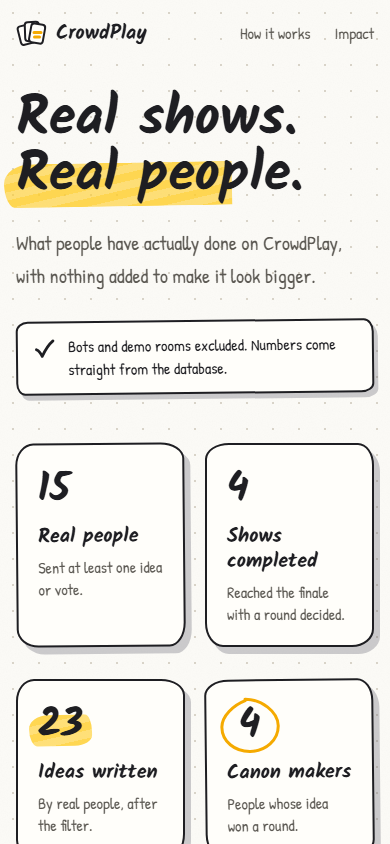 CrowdPlay
How it works Impact
Real shows.
Real people.
What people have actually done on CrowdPlay,
with nothing added to make it look bigger.
Bots and demo rooms excluded. Numbers come
straight from the database.
15
Real people
Sent at least one idea
or vote.
4
Shows
completed
Reached the finale
with a round decided.
23
Ideas written
By real people, after
the filter.
4
Canon makers
People whose idea
won a round.